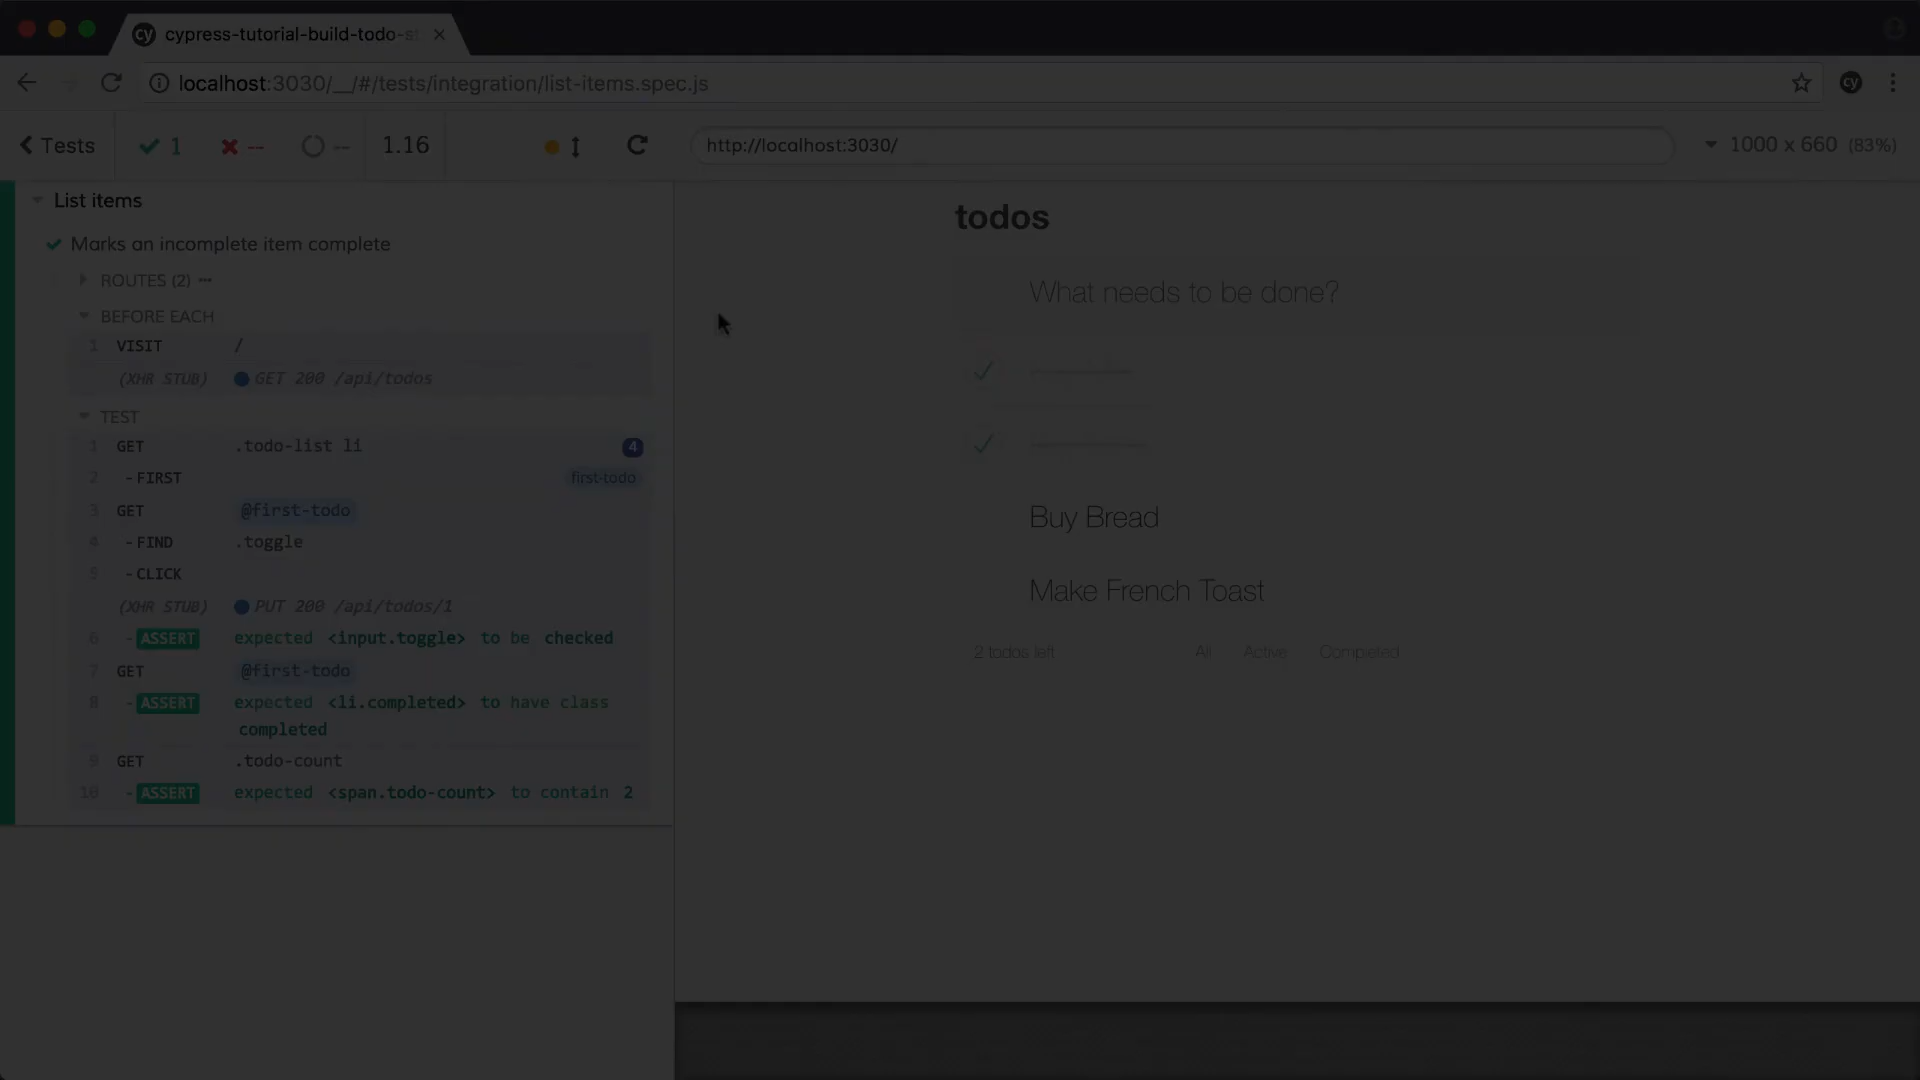 cypress-tutorial-build-todo-s
localhost:3030/__/#/tests/integration/list-items.spec.js
cy
Tests
1
--
--
1.16
http://localhost:3030/
1000 x 660 (83%)
List items
Marks an incomplete item complete
ROUTES (2)
BEFORE EACH
1 VISIT /
(XHR STUB) GET 200 /api/todos
TEST
1 GET .todo-list li 4
2 -FIRST first-todo
3 GET @first-todo
4 -FIND .toggle
5 -CLICK
(XHR STUB) PUT 200 /api/todos/1
6 -ASSERT expected <input.toggle> to be checked
7 GET @first-todo
8 -ASSERT expected <li.completed> to have class
completed
9 GET .todo-count
10 -ASSERT expected <span.todo-count> to contain 2
todos
What needs to be done?
Buy Bread
Make French Toast
2 todos left All Active Completed